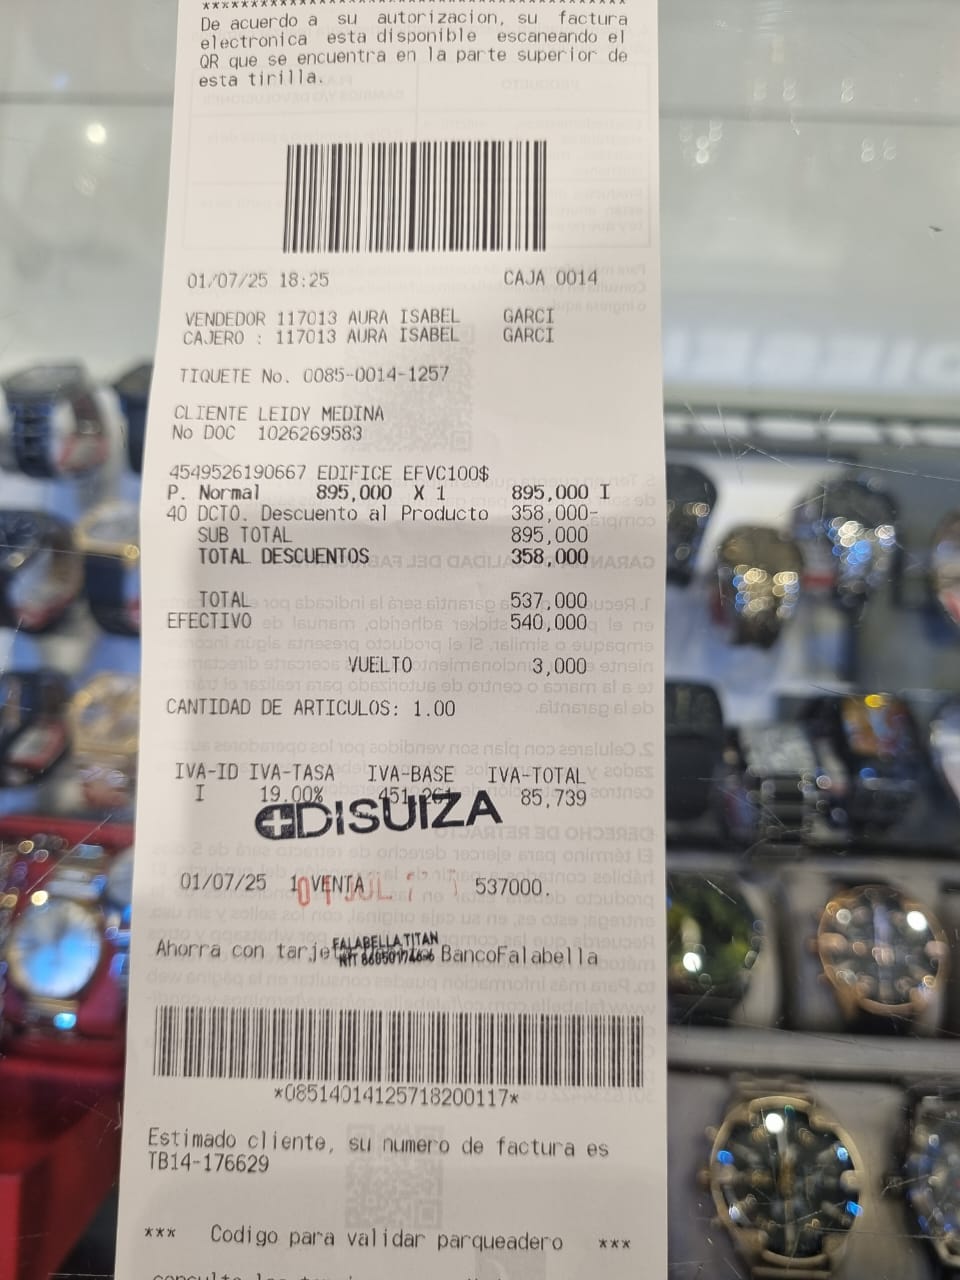 De acuerdo a su autorizacion, su factura
electronica esta disponible escaneando el
QR que se encuentra en la parte superior de
esta tirilla.
01/07/25 18:25 CAJA 0014
VENDEDOR 117013 AURA ISABEL GARCI
CAJERO : 117013 AURA ISABEL GARCI
TIQUETE No. 0085-0014-1257
CLIENTE LEIDY MEDINA
No DOC 1026269583
4549526190667 EDIFICE EFVC100$
P. Normal 895,000 X 1 895,000 I
40 DCTO. Descuento al Producto 358,000-
SUB TOTAL 895,000
TOTAL DESCUENTOS 358,000
TOTAL 537,000
EFECTIVO 540,000
VUELTO 3,000
CANTIDAD DE ARTICULOS: 1.00
IVA-ID IVA-TASA IVA-BASE IVA-TOTAL
I 19.00% 451,261 85,739
DISUIZA
01/07/25 1 VENTA 537000.
01 JUL
FALABELLA TITAN
Ahorra con BancoFalabella
*08514014125718200117*
Estimado cliente, su numero de factura es
TB14-176629
*** Codigo para validar parqueadero ***